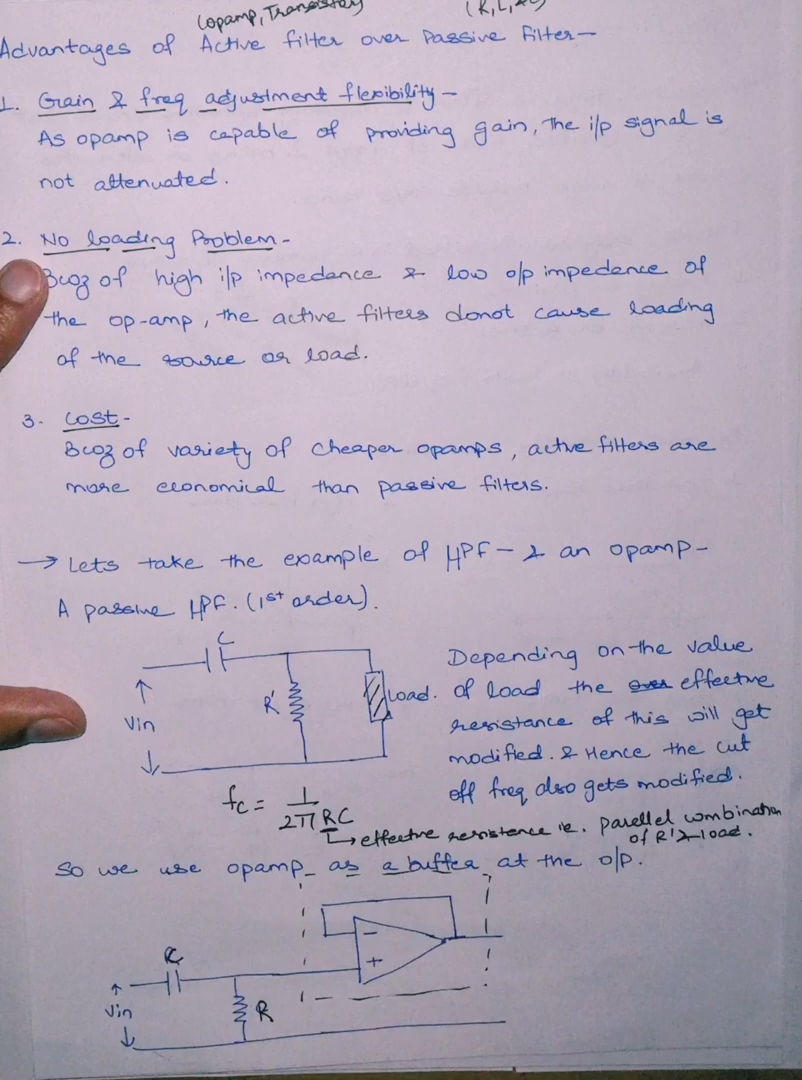 (opamp, Transistor) (R, L, &C)
Advantages of Active filter over Passive Filter—
1. Gain & freq adjustment flexibility—
As opamp is capable of providing gain, the i/p signal is
not attenuated.
2. No loading Problem-
Bcoz of high i/p impedance & low o/p impedence of
the op-amp, the active filters donot cause loading
of the source or load.
3. Cost-
Bcoz of variety of cheaper opamps, actve filters are
more economical than passive filters.
→ Lets take the example of HPF- & an opamp-
A passive HPF. (1st order).
C
R'
Load.
Vin
Depending on the value
of load the effective
resistance of this will get
modified. & Hence the cut
off freq also gets modified.
fc = 1/2πRC
↳ effective resistence ie. parellel combination
of R' & load.
So we use opamp- as a buffer at the o/p.
C
−
+
Vin
R